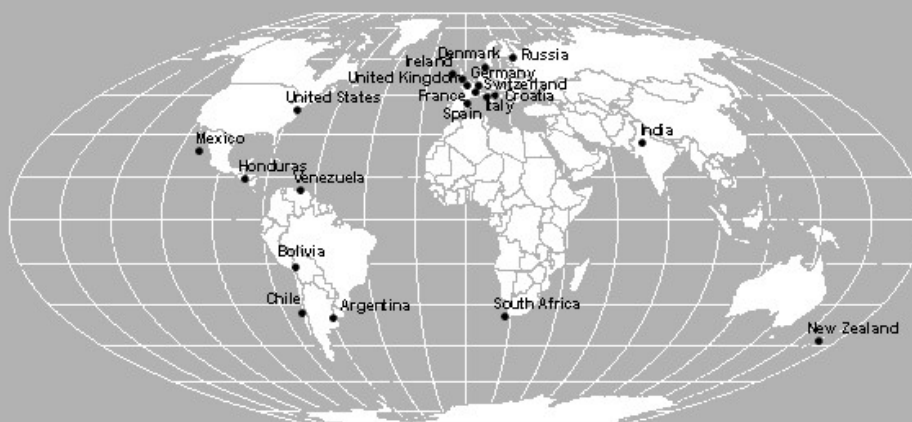 Denmark
Russia
Ireland
Germany
United Kingdom
Switzerland
France
Croatia
Italy
Spain
United States
Mexico
India
Honduras
Venezuela
Bolivia
Chile
Argentina
South Africa
New Zealand